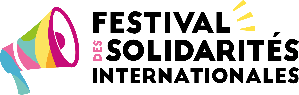 FESTIVAL
DES SOLIDARITÉS
INTERNATIONALES